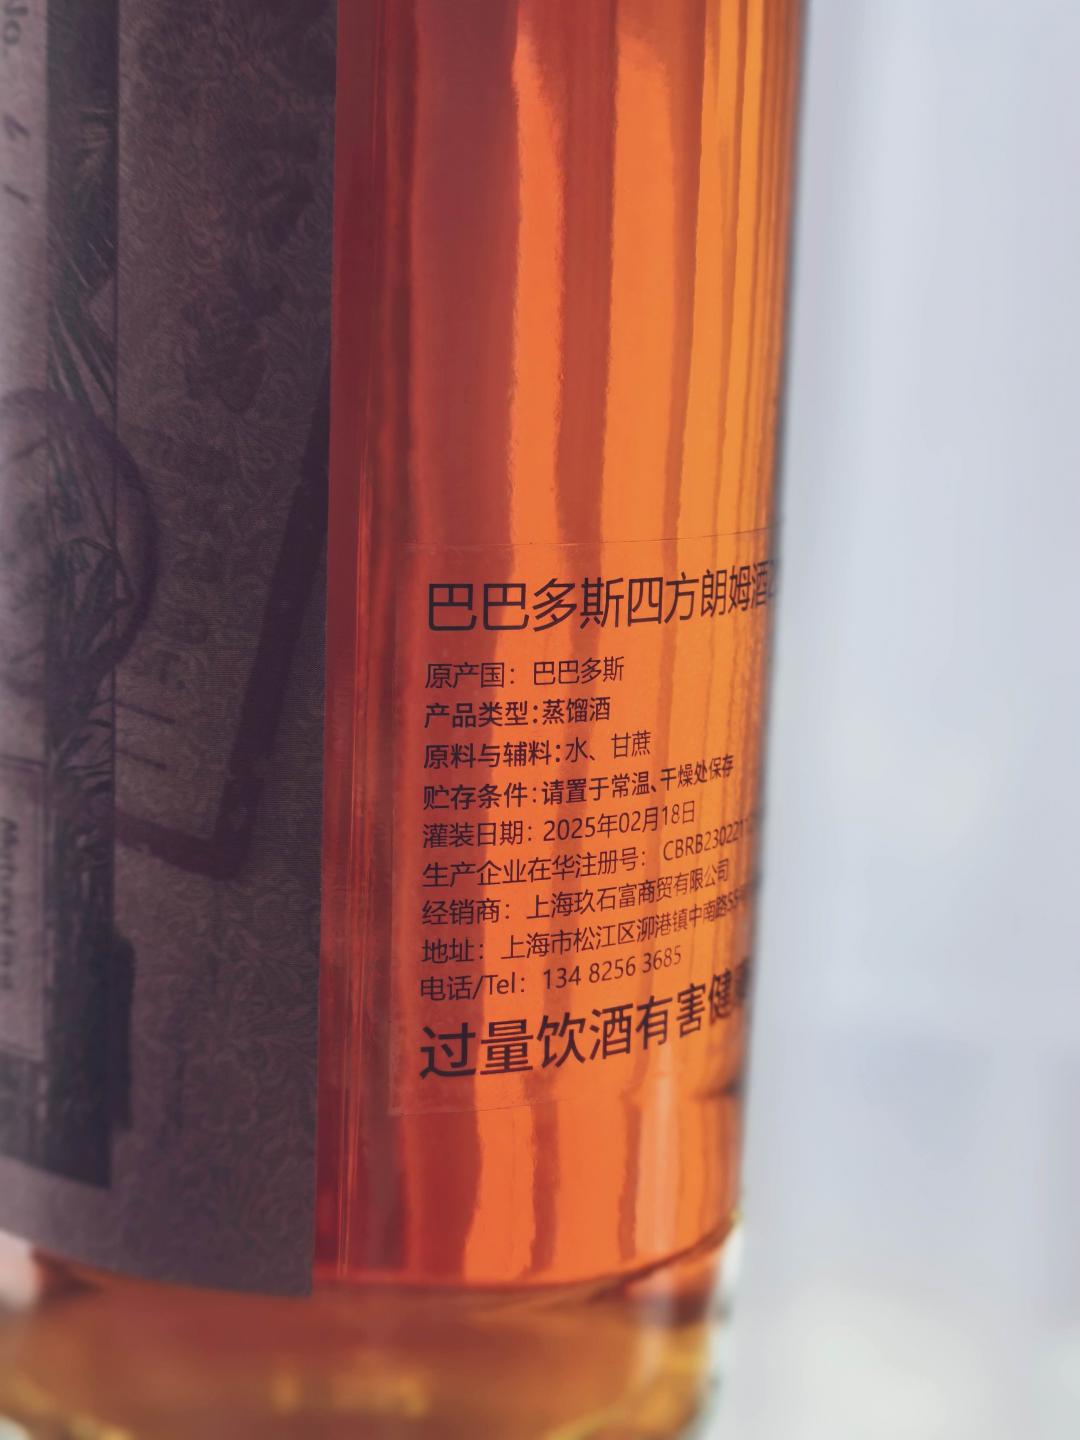 巴巴多斯四方朗姆酒2
原产国：巴巴多斯
产品类型：蒸馏酒
原料与辅料：水、甘蔗
贮存条件：请置于常温、干燥处保存
灌装日期：2025年02月18日
生产企业在华注册号：CBRB230221
经销商：上海玖石富商贸有限公司
地址：上海市松江区泖港镇中南路55
电话/Tel：134 8256 3685
过量饮酒有害健康